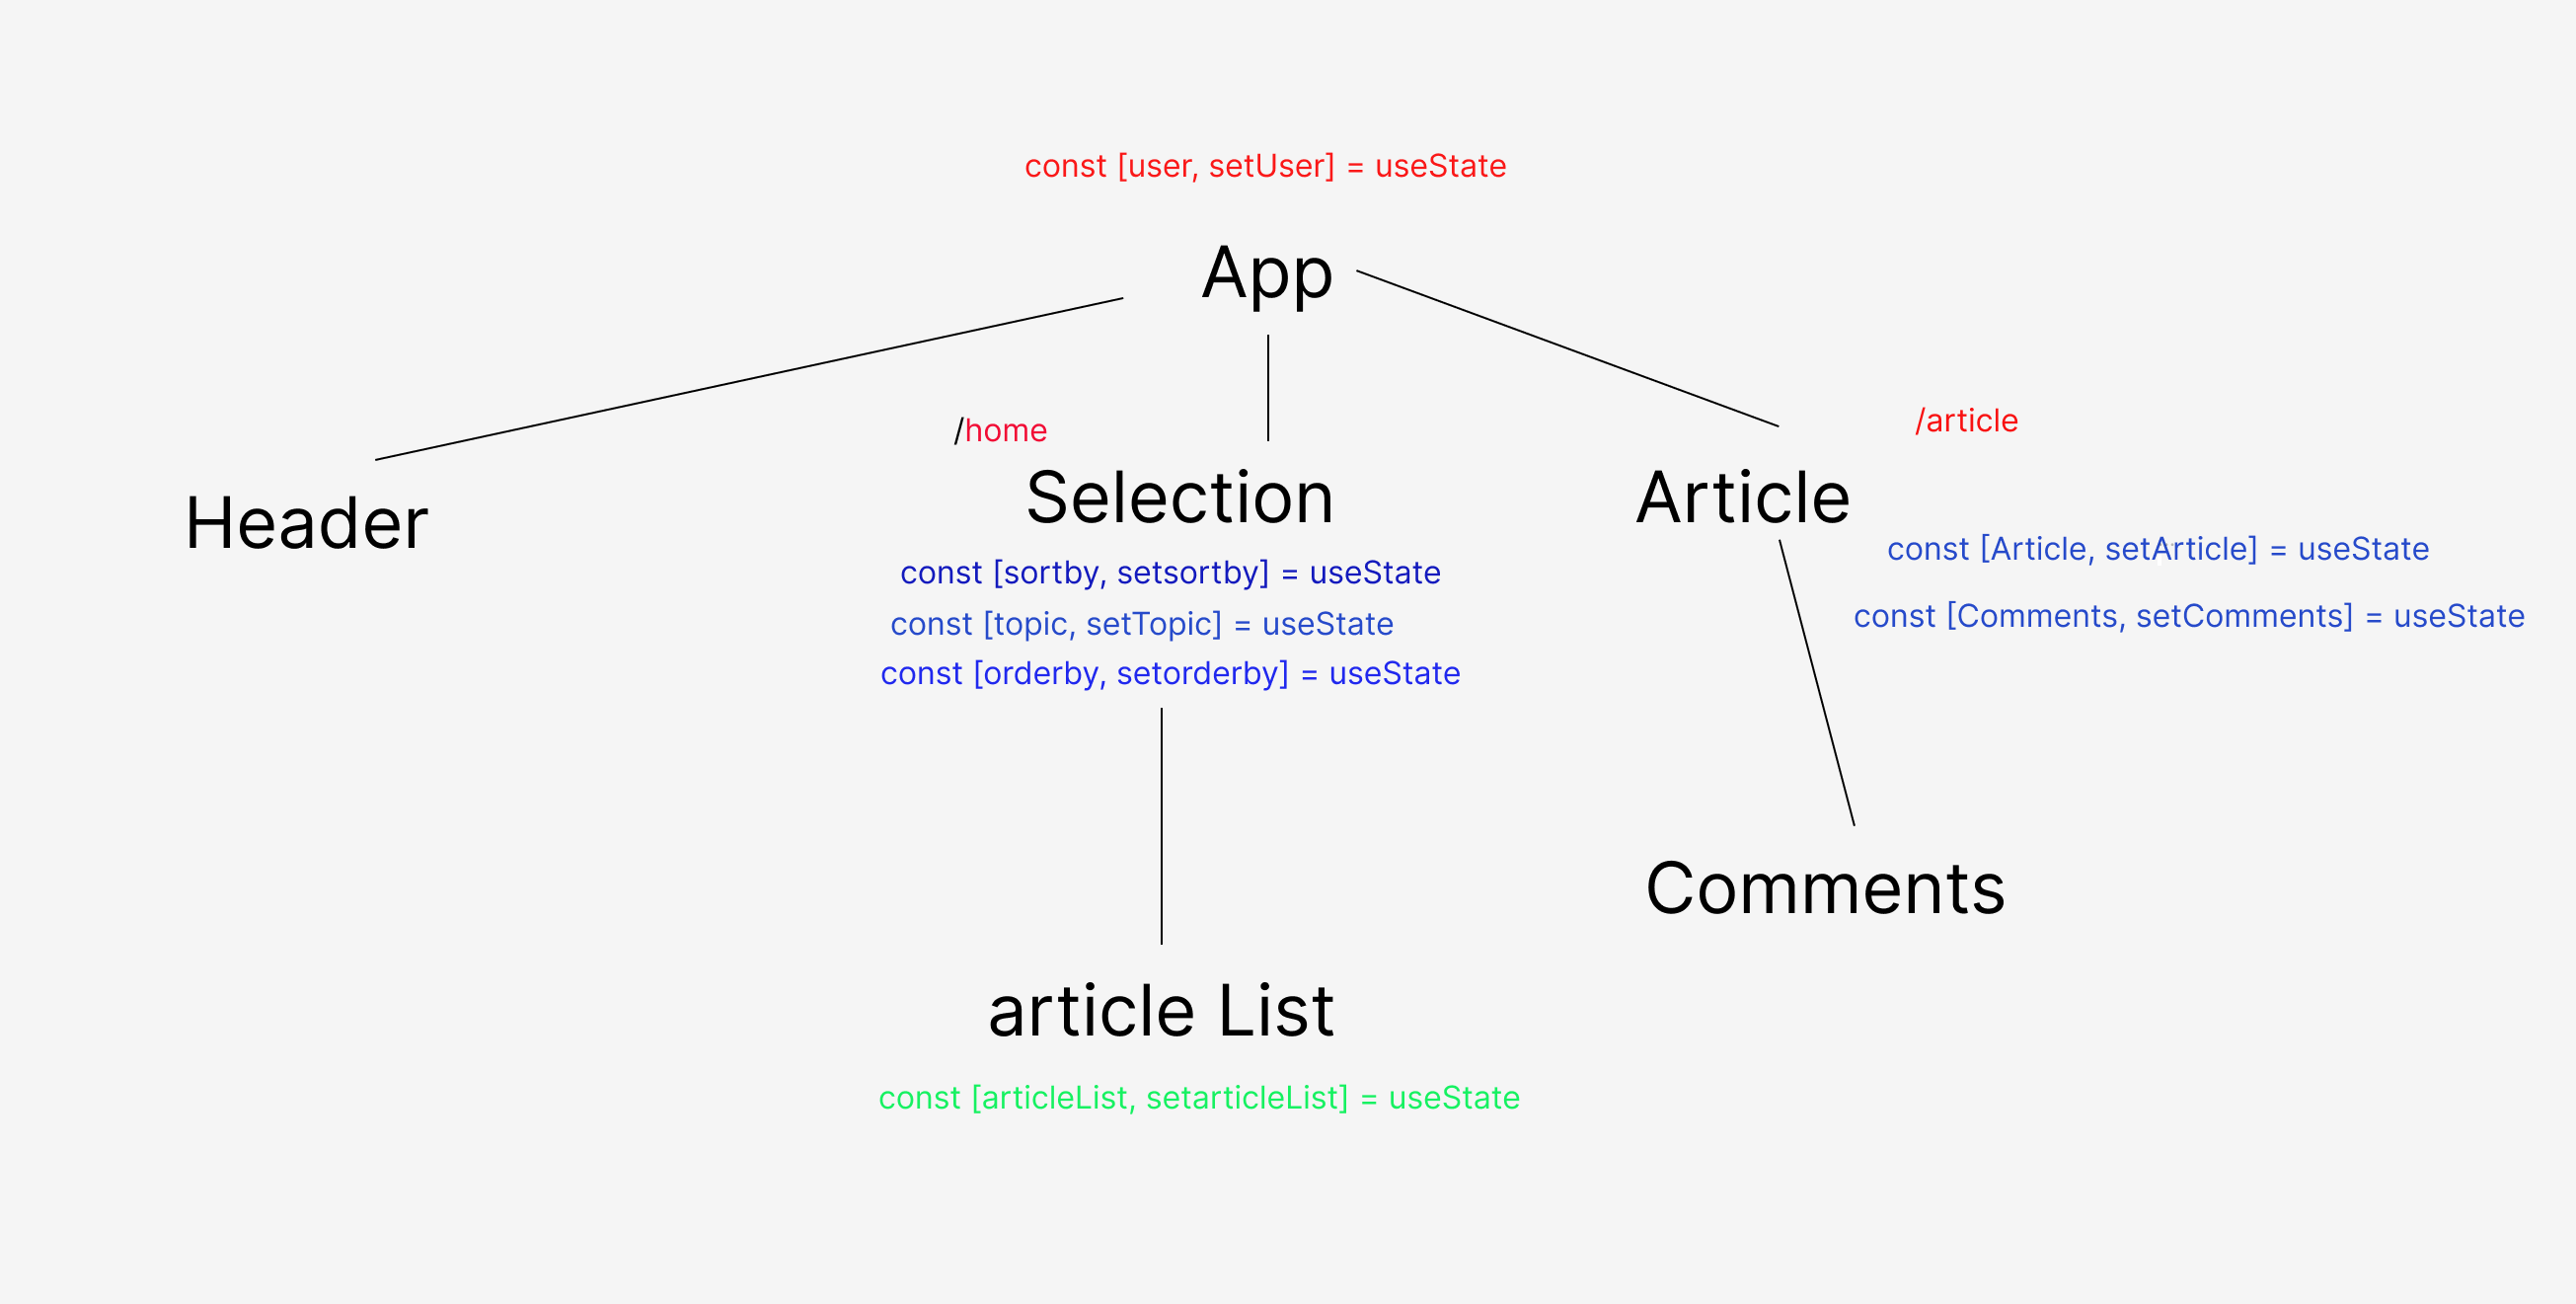 const [user, setUser] = useState
App
/home
/article
Header
Selection
Article
const [sortby, setsortby] = useState
const [topic, setTopic] = useState
const [orderby, setorderby] = useState
const [Article, setArticle] = useState
const [Comments, setComments] = useState
Comments
article List
const [articleList, setarticleList] = useState